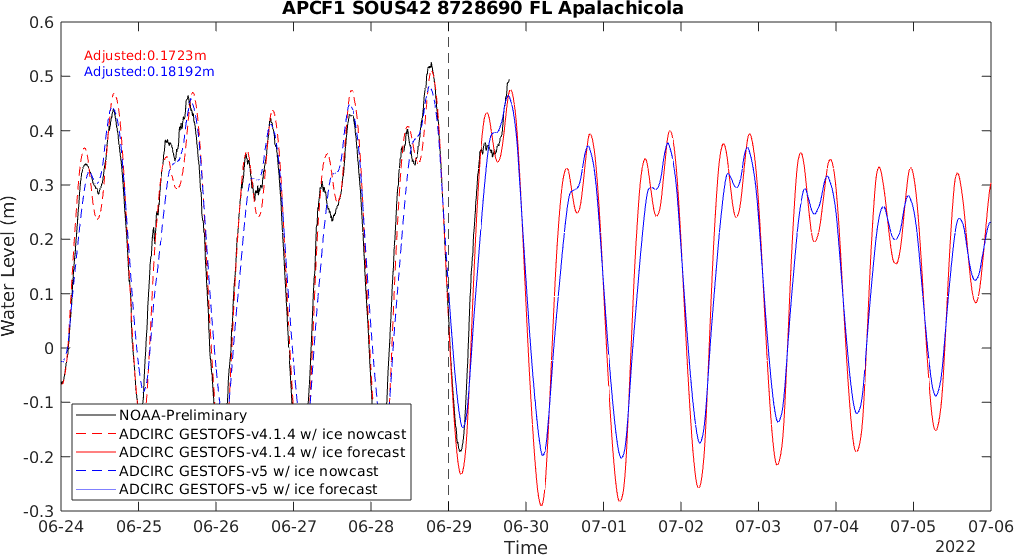 APCF1 SOUS42 8728690 FL Apalachicola
Adjusted:0.1723m
Adjusted:0.18192m
Water Level (m)
0.6
0.5
0.4
0.3
0.2
0.1
0
-0.1
-0.2
-0.3
NOAA-Preliminary
ADCIRC GESTOFS-v4.1.4 w/ ice nowcast
ADCIRC GESTOFS-v4.1.4 w/ ice forecast
ADCIRC GESTOFS-v5 w/ ice nowcast
ADCIRC GESTOFS-v5 w/ ice forecast
06-24 06-25 06-26 06-27 06-28 06-29 06-30 07-01 07-02 07-03 07-04 07-05 07-06
Time
2022